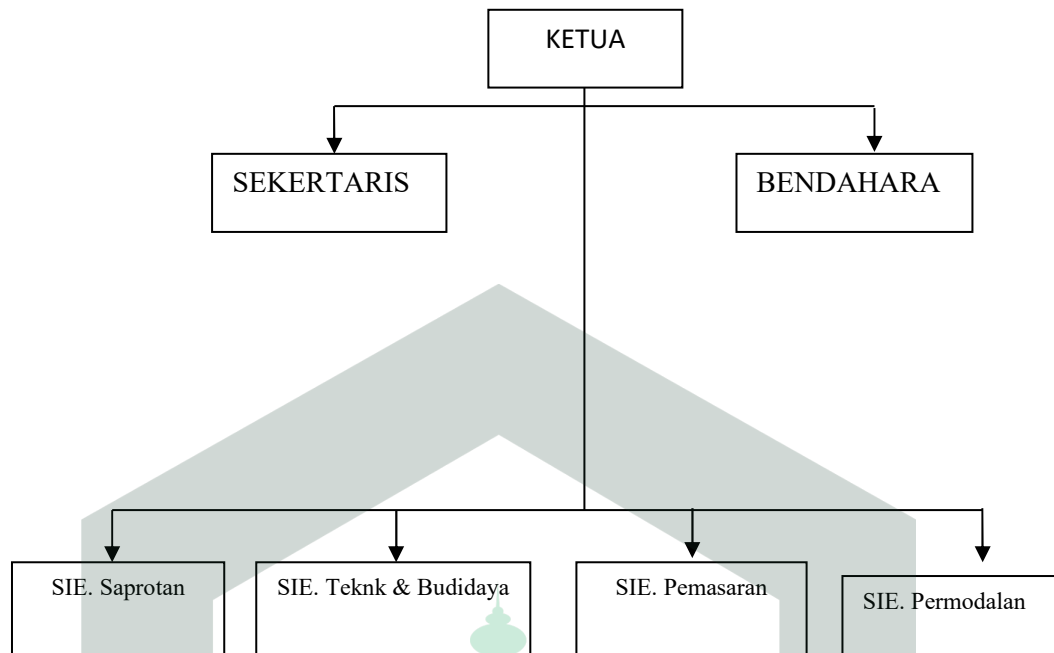 KETUA
SEKERTARIS
BENDAHARA
SIE. Saprotan
SIE. Teknk & Budidaya
SIE. Pemasaran
SIE. Permodalan